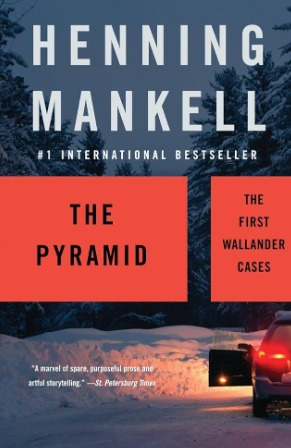 HENNING
MANKELL
#1 INTERNATIONAL BESTSELLER
THE
PYRAMID
THE
FIRST
WALLANDER
CASES
"A marvel of spare, purposeful prose and
artful storytelling." —St. Petersburg Times